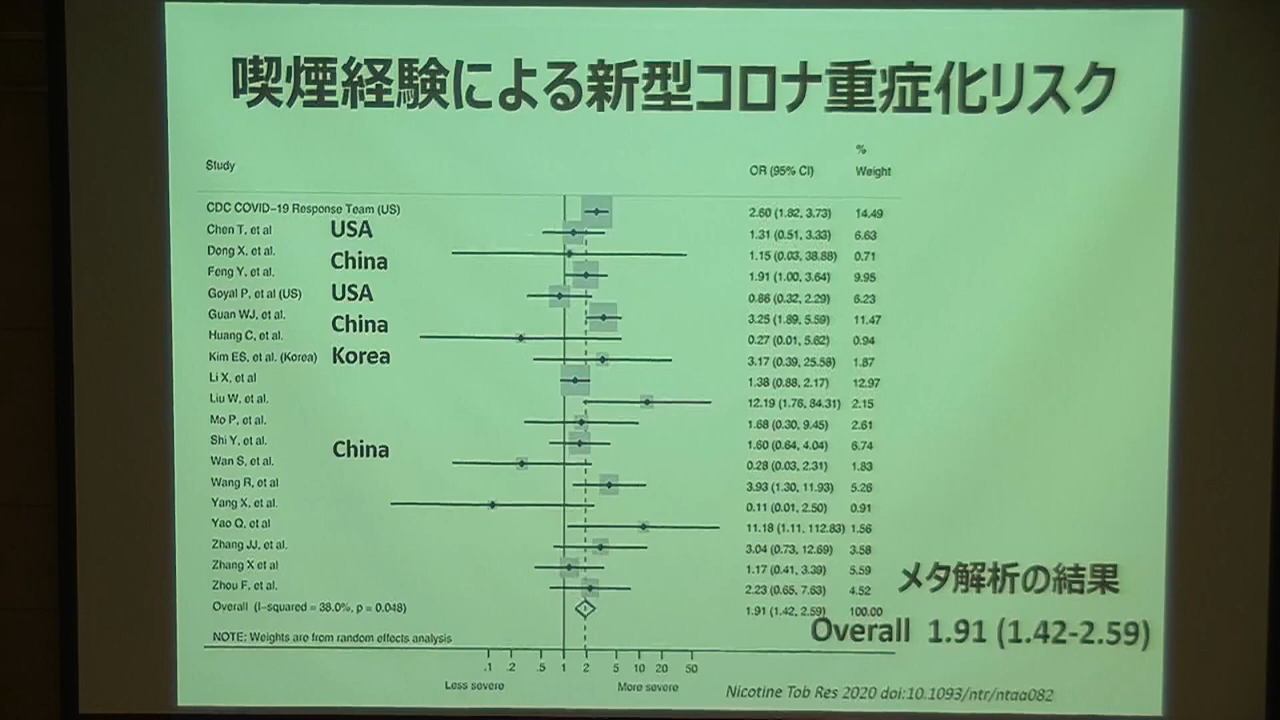 喫煙経験による新型コロナ重症化リスク
%
Study OR (95% CI) Weight
CDC COVID-19 Response Team (US) 2.60 (1.82, 3.73) 14.49
USA
Chen T, et al 1.31 (0.51, 3.33) 6.63
Dong X, et al. 1.15 (0.03, 38.88) 0.71
China
Feng Y, et al. 1.91 (1.00, 3.64) 9.95
Goyal P, et al (US) USA 0.86 (0.32, 2.29) 6.23
Guan WJ, et al. 3.25 (1.89, 5.59) 11.47
China
Huang C, et al. 0.27 (0.01, 5.62) 0.94
Kim ES, et al. (Korea) Korea 3.17 (0.39, 25.58) 1.87
Li X, et al 1.38 (0.88, 2.17) 12.97
Liu W, et al. 12.19 (1.76, 84.31) 2.15
Mo P, et al. 1.68 (0.30, 9.45) 2.61
Shi Y, et al. 1.60 (0.64, 4.04) 6.74
China
Wan S, et al. 0.28 (0.03, 2.31) 1.83
Wang R, et al 3.93 (1.30, 11.93) 5.26
Yang X, et al. 0.11 (0.01, 2.50) 0.91
Yao Q, et al 11.18 (1.11, 112.83) 1.56
Zhang JJ, et al. 3.04 (0.73, 12.69) 3.58
Zhang X et al 1.17 (0.41, 3.39) 5.59
Zhou F, et al. 2.23 (0.65, 7.63) 4.52
メタ解析の結果
Overall (I-squared = 38.0%, p = 0.048) 1.91 (1.42, 2.59) 100.00
Overall 1.91 (1.42-2.59)
NOTE: Weights are from random effects analysis
.1 .2 .5 1 2 5 10 20 50
Less severe More severe
Nicotine Tob Res 2020 doi:10.1093/ntr/ntaa082